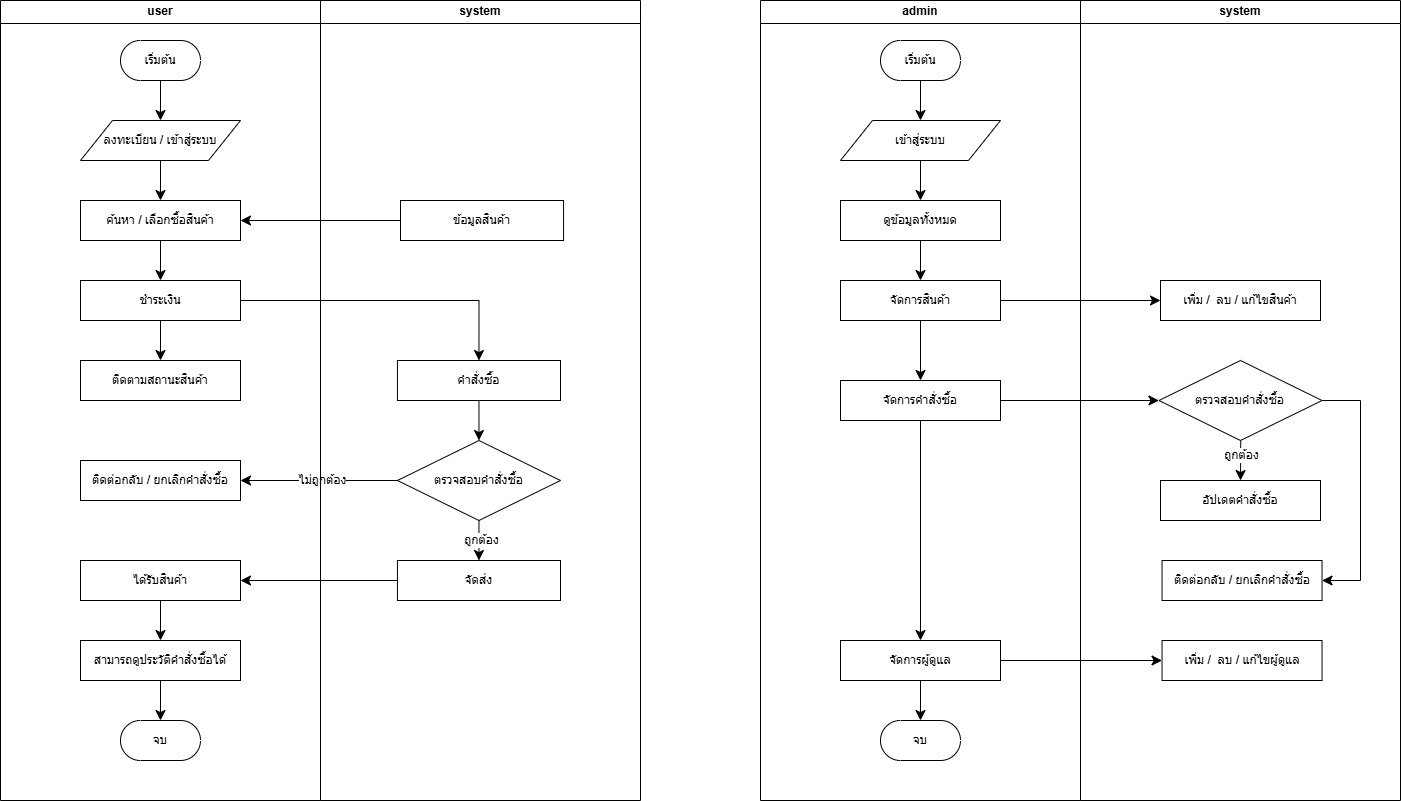 user
system
เริ่มต้น
ลงทะเบียน / เข้าสู่ระบบ
ค้นหา / เลือกซื้อสินค้า
ข้อมูลสินค้า
ชำระเงิน
ติดตามสถานะสินค้า
คำสั่งซื้อ
ติดต่อกลับ / ยกเลิกคำสั่งซื้อ
ไม่ถูกต้อง
ตรวจสอบคำสั่งซื้อ
ถูกต้อง
ได้รับสินค้า
จัดส่ง
สามารถดูประวัติคำสั่งซื้อได้
จบ
admin
system
เริ่มต้น
เข้าสู่ระบบ
ดูข้อมูลทั้งหมด
จัดการสินค้า
เพิ่ม / ลบ / แก้ไขสินค้า
จัดการคำสั่งซื้อ
ตรวจสอบคำสั่งซื้อ
ถูกต้อง
อัปเดตคำสั่งซื้อ
ติดต่อกลับ / ยกเลิกคำสั่งซื้อ
จัดการผู้ดูแล
เพิ่ม / ลบ / แก้ไขผู้ดูแล
จบ